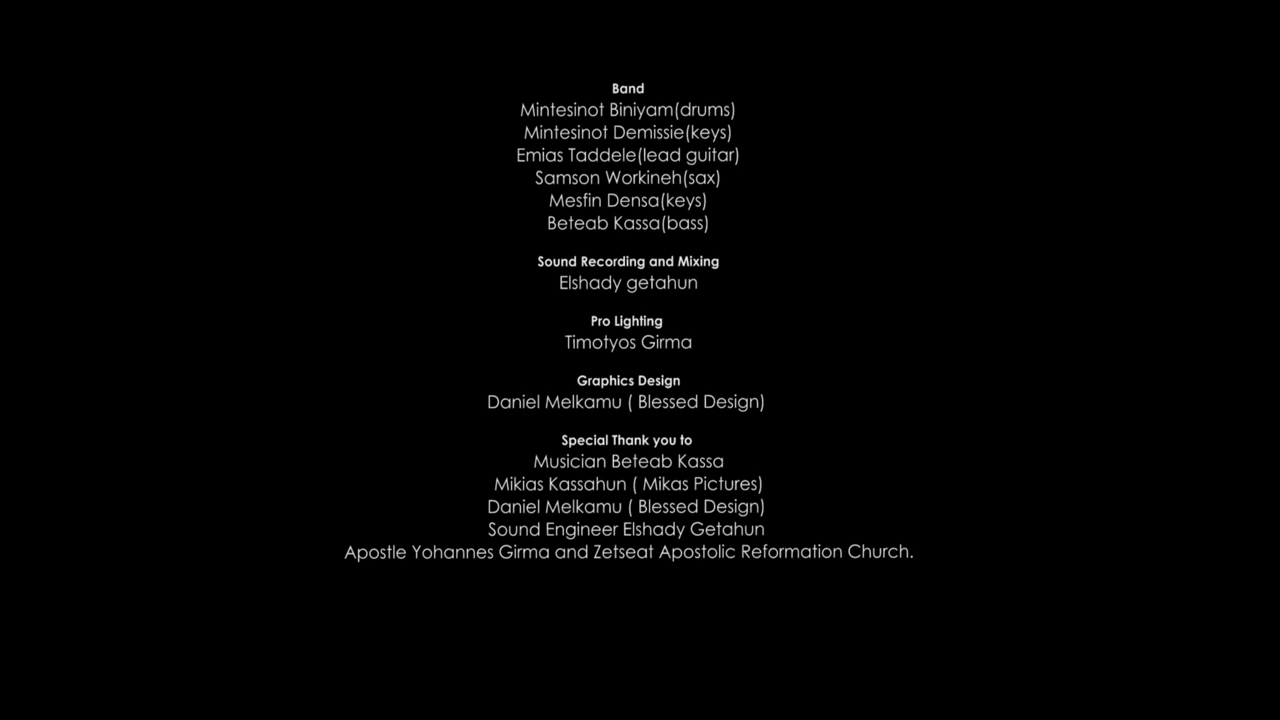 Band
Mintesinot Biniyam(drums)
Mintesinot Demissie(keys)
Emias Taddele(lead guitar)
Samson Workineh(sax)
Mesfin Densa(keys)
Beteab Kassa(bass)
Sound Recording and Mixing
Elshady getahun
Pro Lighting
Timotyos Girma
Graphics Design
Daniel Melkamu ( Blessed Design)
Special Thank you to
Musician Beteab Kassa
Mikias Kassahun ( Mikas Pictures)
Daniel Melkamu ( Blessed Design)
Sound Engineer Elshady Getahun
Apostle Yohannes Girma and Zetseat Apostolic Reformation Church.